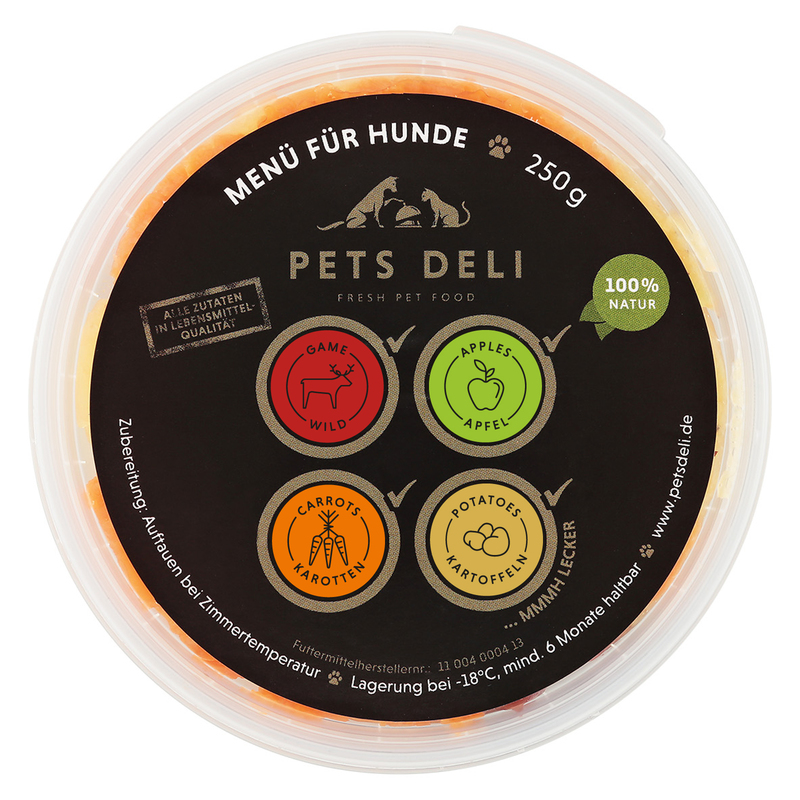 MENÜ FÜR HUNDE 250g
PETS DELI
FRESH PET FOOD
100%
NATUR
ALLE ZUTATEN
IN LEBENSMITTEL-
QUALITÄT
GAME
WILD
APPLES
APFEL
CARROTS
KAROTTEN
POTATOES
KARTOFFELN
... MMMH LECKER
Futtermittelherstellernr.: 11 004 0004 13
Zubereitung: Auftauen bei Zimmertemperatur Lagerung bei -18°C, mind. 6 Monate haltbar www.petsdeli.de